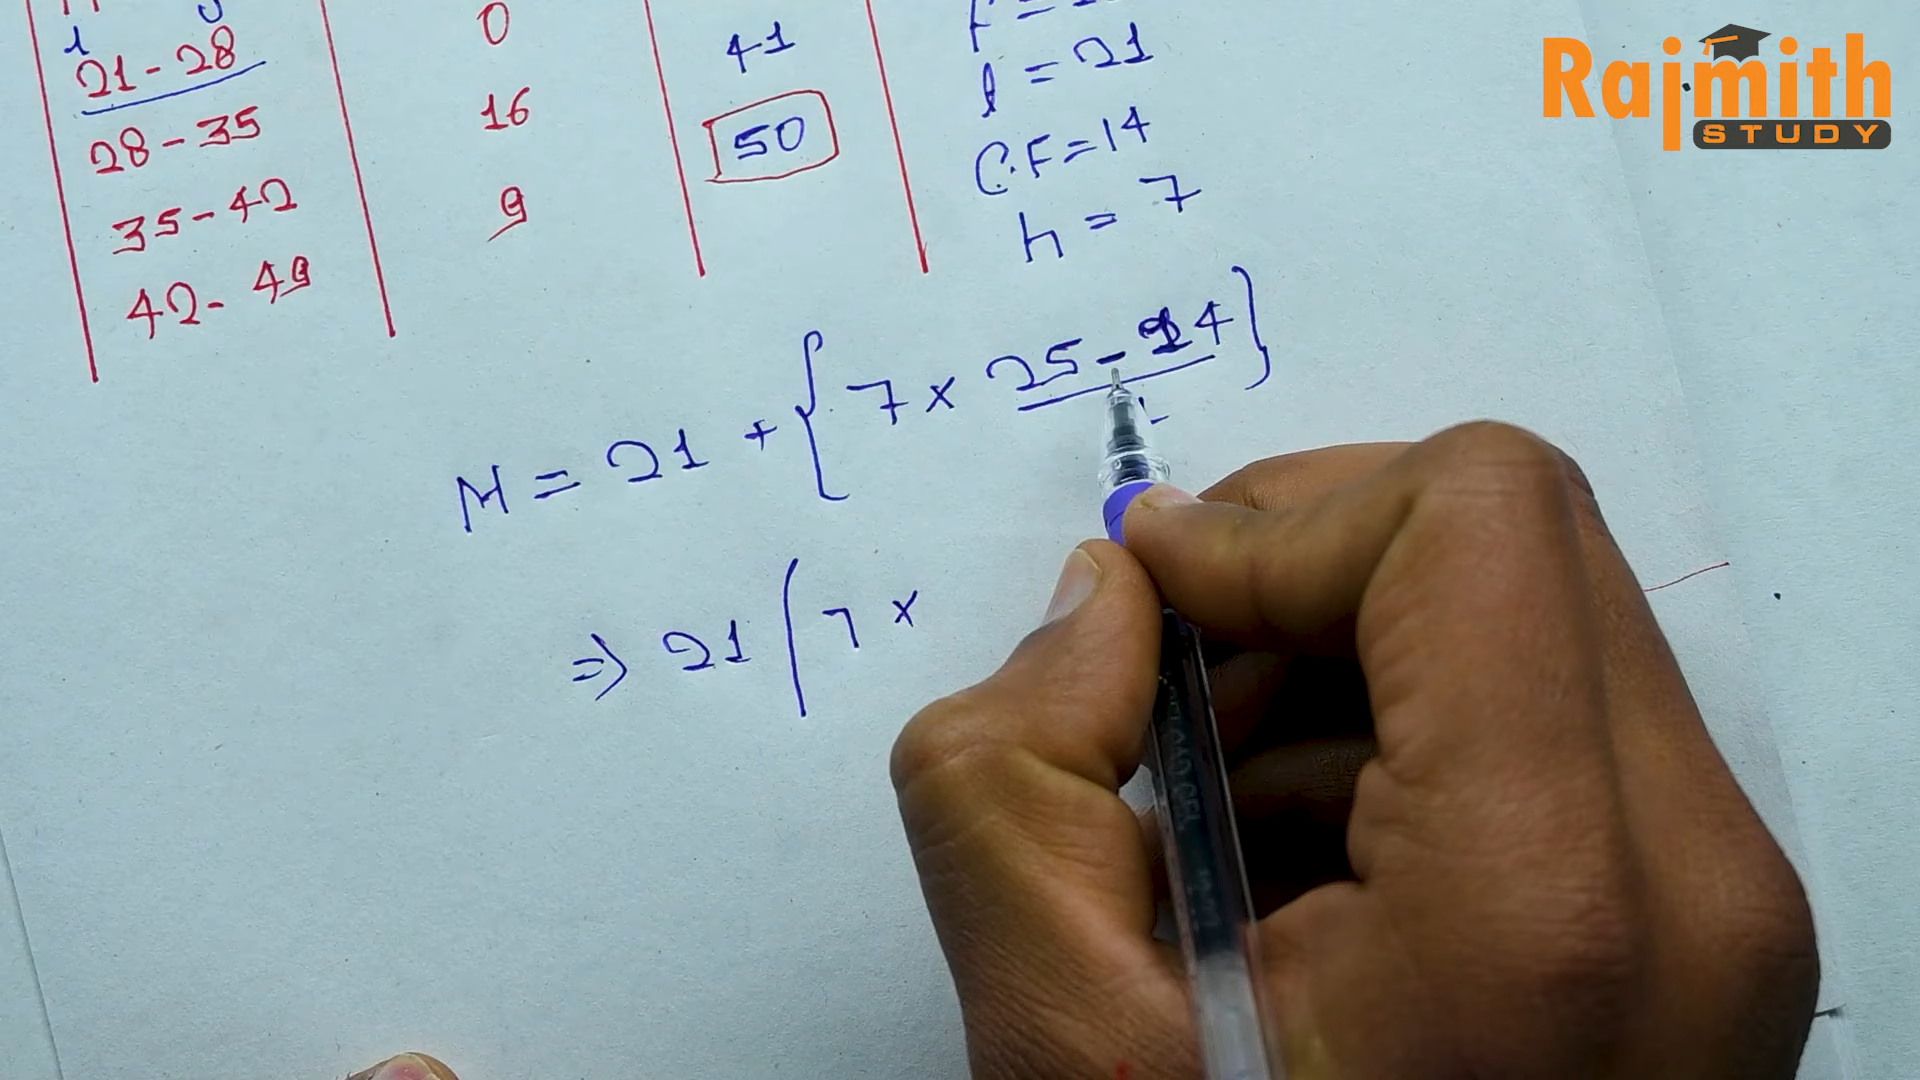 Rajmith
STUDY
21-28 0 41 l = 21
28-35 16 50 C.F=14
35-42 9 h = 7
42-49
M = 21 + { 7 × 25-14 }
⇒ 21 ( 7 ×